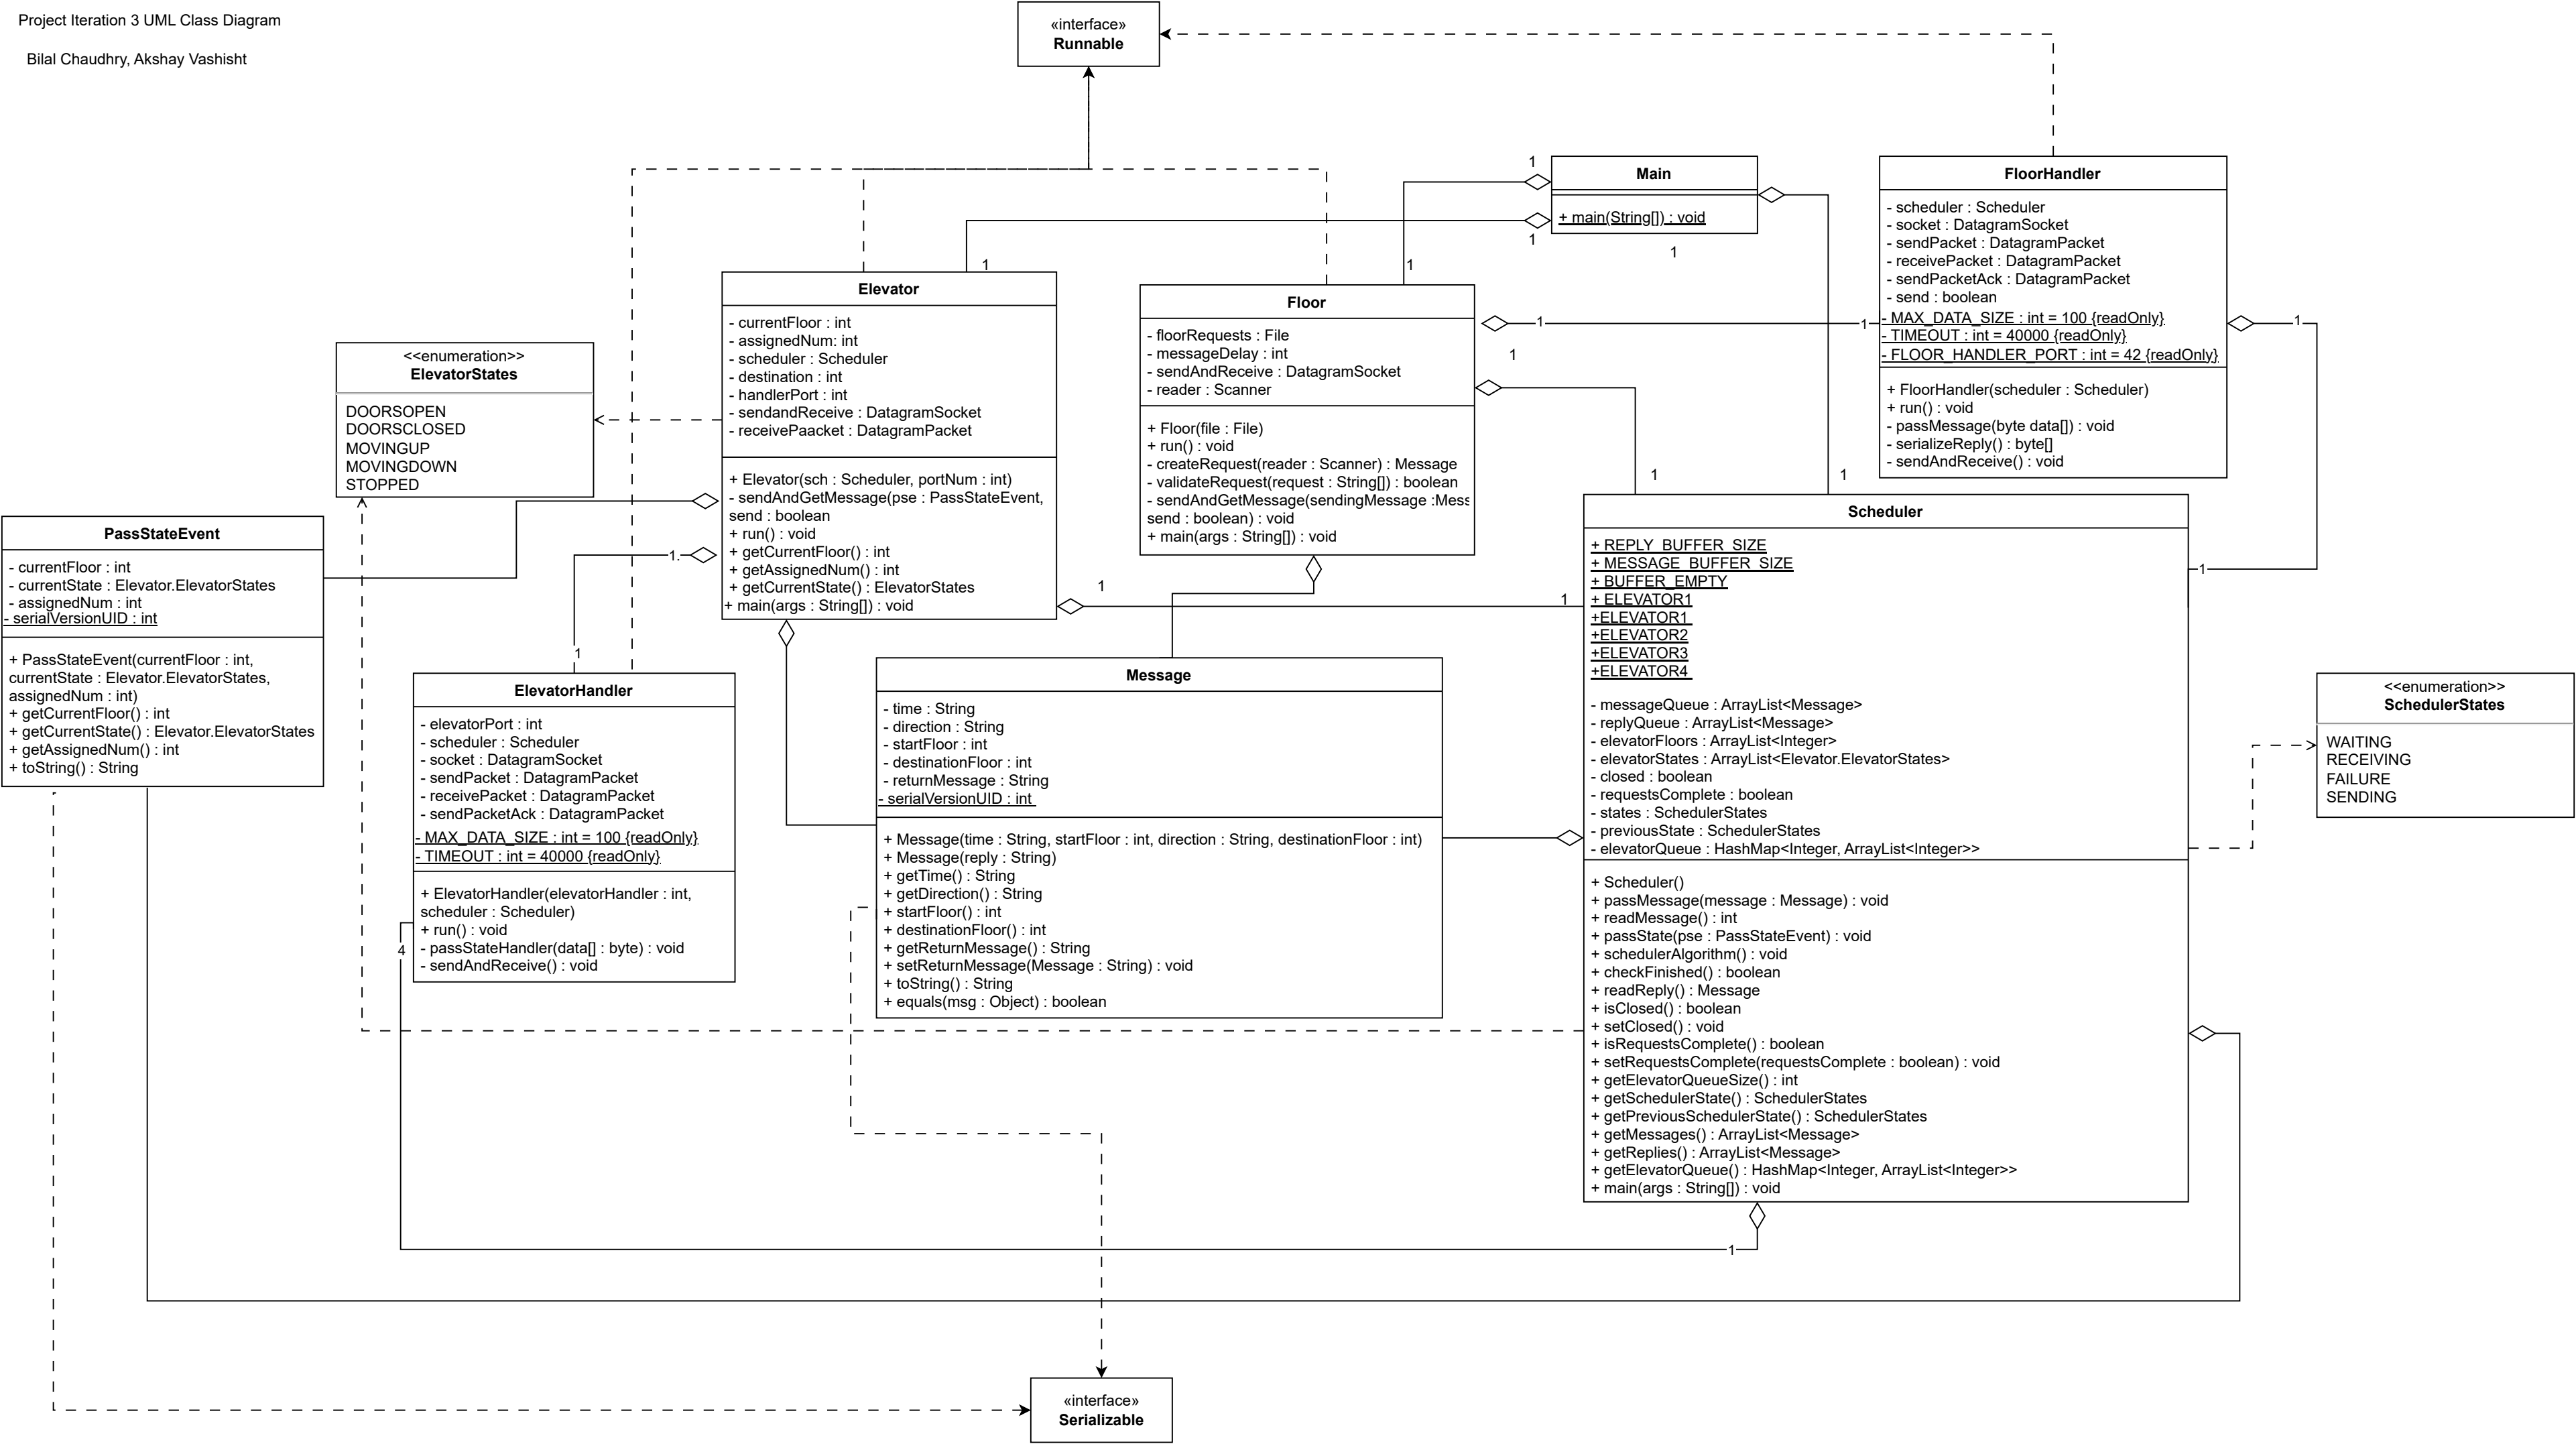 Project Iteration 3 UML Class Diagram
Bilal Chaudhry, Akshay Vashisht
«interface»
Runnable
1
1
1
1
1
Main
+ main(String[]) : void
FloorHandler
- scheduler : Scheduler
- socket : DatagramSocket
- sendPacket : DatagramPacket
- receivePacket : DatagramPacket
- sendPacketAck : DatagramPacket
- send : boolean
- MAX_DATA_SIZE : int = 100 {readOnly}
- TIMEOUT : int = 40000 {readOnly}
- FLOOR_HANDLER_PORT : int = 42 {readOnly}
+ FloorHandler(scheduler : Scheduler)
+ run() : void
- passMessage(byte data[]) : void
- serializeReply() : byte[]
- sendAndReceive() : void
1
1
1
1
1
1
1
Elevator
- currentFloor : int
- assignedNum: int
- scheduler : Scheduler
- destination : int
- handlerPort : int
- sendandReceive : DatagramSocket
- receivePaacket : DatagramPacket
+ Elevator(sch : Scheduler, portNum : int)
- sendAndGetMessage(pse : PassStateEvent,
send : boolean
+ run() : void
+ getCurrentFloor() : int
+ getAssignedNum() : int
+ getCurrentState() : ElevatorStates
+ main(args : String[]) : void
Floor
- floorRequests : File
- messageDelay : int
- sendAndReceive : DatagramSocket
- reader : Scanner
+ Floor(file : File)
+ run() : void
- createRequest(reader : Scanner) : Message
- validateRequest(request : String[]) : boolean
- sendAndGetMessage(sendingMessage :Mess
send : boolean) : void
+ main(args : String[]) : void
<<enumeration>>
ElevatorStates
DOORSOPEN
DOORSCLOSED
MOVINGUP
MOVINGDOWN
STOPPED
PassStateEvent
- currentFloor : int
- currentState : Elevator.ElevatorStates
- assignedNum : int
- serialVersionUID : int
+ PassStateEvent(currentFloor : int,
currentState : Elevator.ElevatorStates,
assignedNum : int)
+ getCurrentFloor() : int
+ getCurrentState() : Elevator.ElevatorStates
+ getAssignedNum() : int
+ toString() : String
1.
1
1
1
ElevatorHandler
- elevatorPort : int
- scheduler : Scheduler
- socket : DatagramSocket
- sendPacket : DatagramPacket
- receivePacket : DatagramPacket
- sendPacketAck : DatagramPacket
- MAX_DATA_SIZE : int = 100 {readOnly}
- TIMEOUT : int = 40000 {readOnly}
+ ElevatorHandler(elevatorHandler : int,
scheduler : Scheduler)
+ run() : void
- passStateHandler(data[] : byte) : void
- sendAndReceive() : void
4
Message
- time : String
- direction : String
- startFloor : int
- destinationFloor : int
- returnMessage : String
- serialVersionUID : int
+ Message(time : String, startFloor : int, direction : String, destinationFloor : int)
+ Message(reply : String)
+ getTime() : String
+ getDirection() : String
+ startFloor() : int
+ destinationFloor() : int
+ getReturnMessage() : String
+ setReturnMessage(Message : String) : void
+ toString() : String
+ equals(msg : Object) : boolean
Scheduler
+ REPLY_BUFFER_SIZE
+ MESSAGE_BUFFER_SIZE
+ BUFFER_EMPTY
+ ELEVATOR1
+ELEVATOR1
+ELEVATOR2
+ELEVATOR3
+ELEVATOR4
- messageQueue : ArrayList<Message>
- replyQueue : ArrayList<Message>
- elevatorFloors : ArrayList<Integer>
- elevatorStates : ArrayList<Elevator.ElevatorStates>
- closed : boolean
- requestsComplete : boolean
- states : SchedulerStates
- previousState : SchedulerStates
- elevatorQueue : HashMap<Integer, ArrayList<Integer>>
+ Scheduler()
+ passMessage(message : Message) : void
+ readMessage() : int
+ passState(pse : PassStateEvent) : void
+ schedulerAlgorithm() : void
+ checkFinished() : boolean
+ readReply() : Message
+ isClosed() : boolean
+ setClosed() : void
+ isRequestsComplete() : boolean
+ setRequestsComplete(requestsComplete : boolean) : void
+ getElevatorQueueSize() : int
+ getSchedulerState() : SchedulerStates
+ getPreviousSchedulerState() : SchedulerStates
+ getMessages() : ArrayList<Message>
+ getReplies() : ArrayList<Message>
+ getElevatorQueue() : HashMap<Integer, ArrayList<Integer>>
+ main(args : String[]) : void
1
1
<<enumeration>>
SchedulerStates
WAITING
RECEIVING
FAILURE
SENDING
«interface»
Serializable